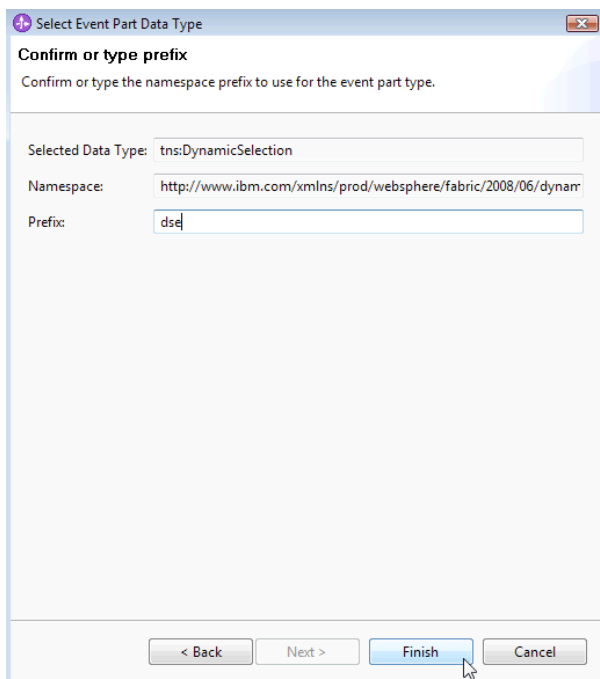 Select Event Part Data Type
Confirm or type prefix
Confirm or type the namespace prefix to use for the event part type.
Selected Data Type: tns:DynamicSelection
Namespace: http://www.ibm.com/xmlns/prod/websphere/fabric/2008/06/dynam
Prefix: dse
< Back Next > Finish Cancel